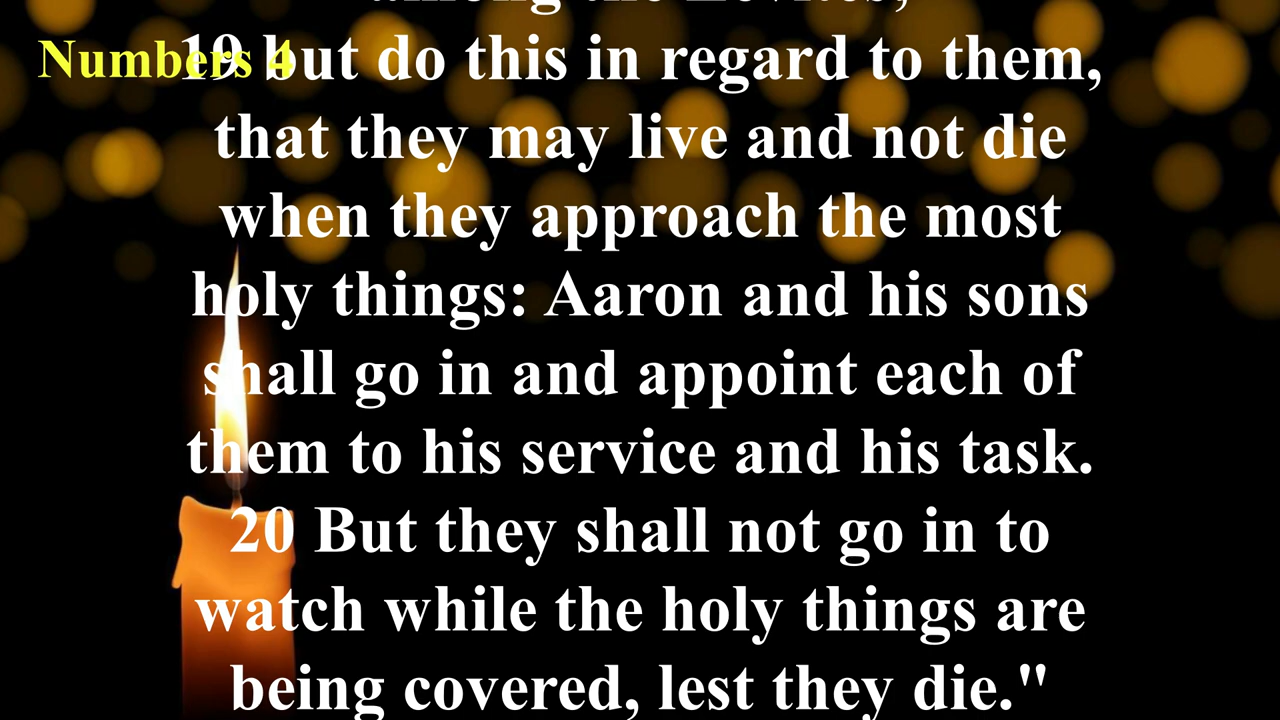 among the Levites,
Numbers 4
19 but do this in regard to them,
that they may live and not die
when they approach the most
holy things: Aaron and his sons
shall go in and appoint each of
them to his service and his task.
20 But they shall not go in to
watch while the holy things are
being covered, lest they die."